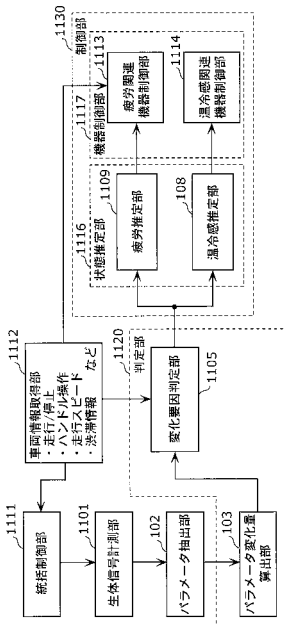 1130
制御部
1117
機器制御部
1113
疲労関連
機器制御部
1114
温冷感関連
機器制御部
1116
状態推定部
1109
疲労推定部
108
温冷感推定部
1112
車両情報取得部
・走行/停止
・ハンドル操作
・走行スピード
・渋滞情報
など
1120
判定部
1105
変化要因判定部
1111
統括制御部
1101
生体信号計測部
102
パラメータ抽出部
103
パラメータ変化量
算出部